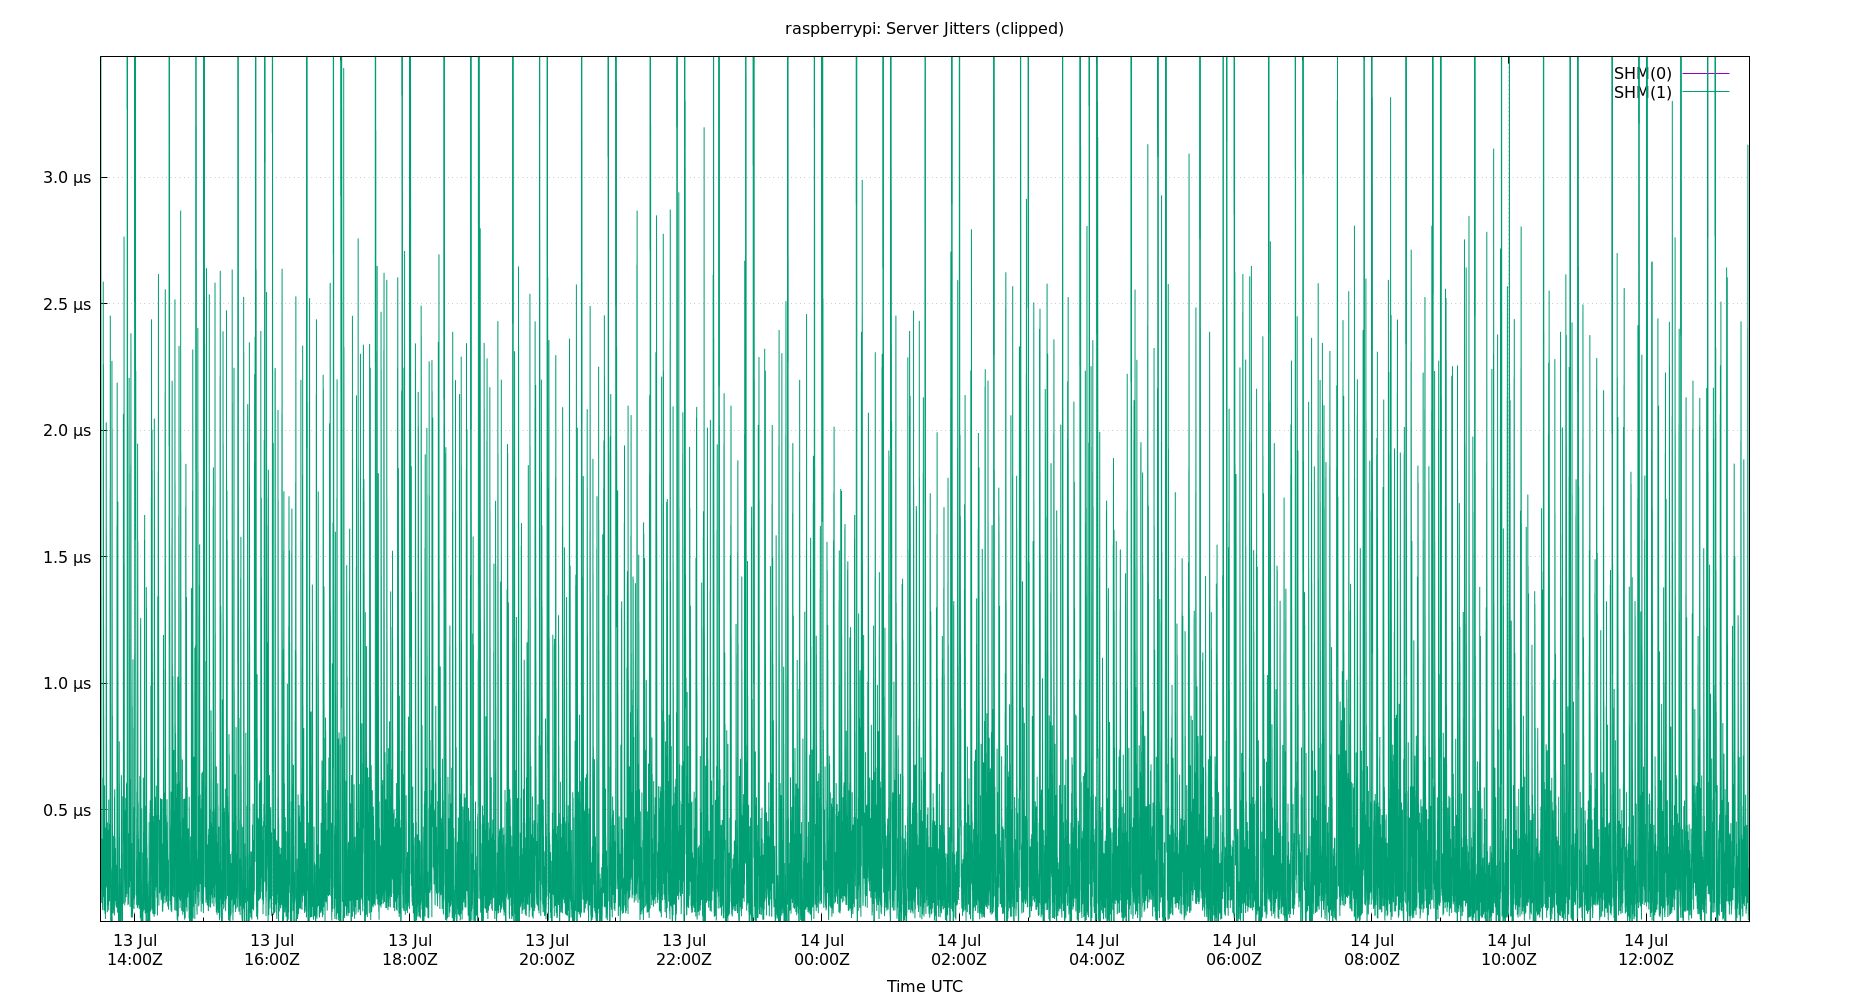 raspberrypi: Server Jitters (clipped)
SHM(0)
SHM(1)
3.0 µs
2.5 µs
2.0 µs
1.5 µs
1.0 µs
0.5 µs
13 Jul 13 Jul 13 Jul 13 Jul 13 Jul 14 Jul 14 Jul 14 Jul 14 Jul 14 Jul 14 Jul 14 Jul
14:00Z 16:00Z 18:00Z 20:00Z 22:00Z 00:00Z 02:00Z 04:00Z 06:00Z 08:00Z 10:00Z 12:00Z
Time UTC